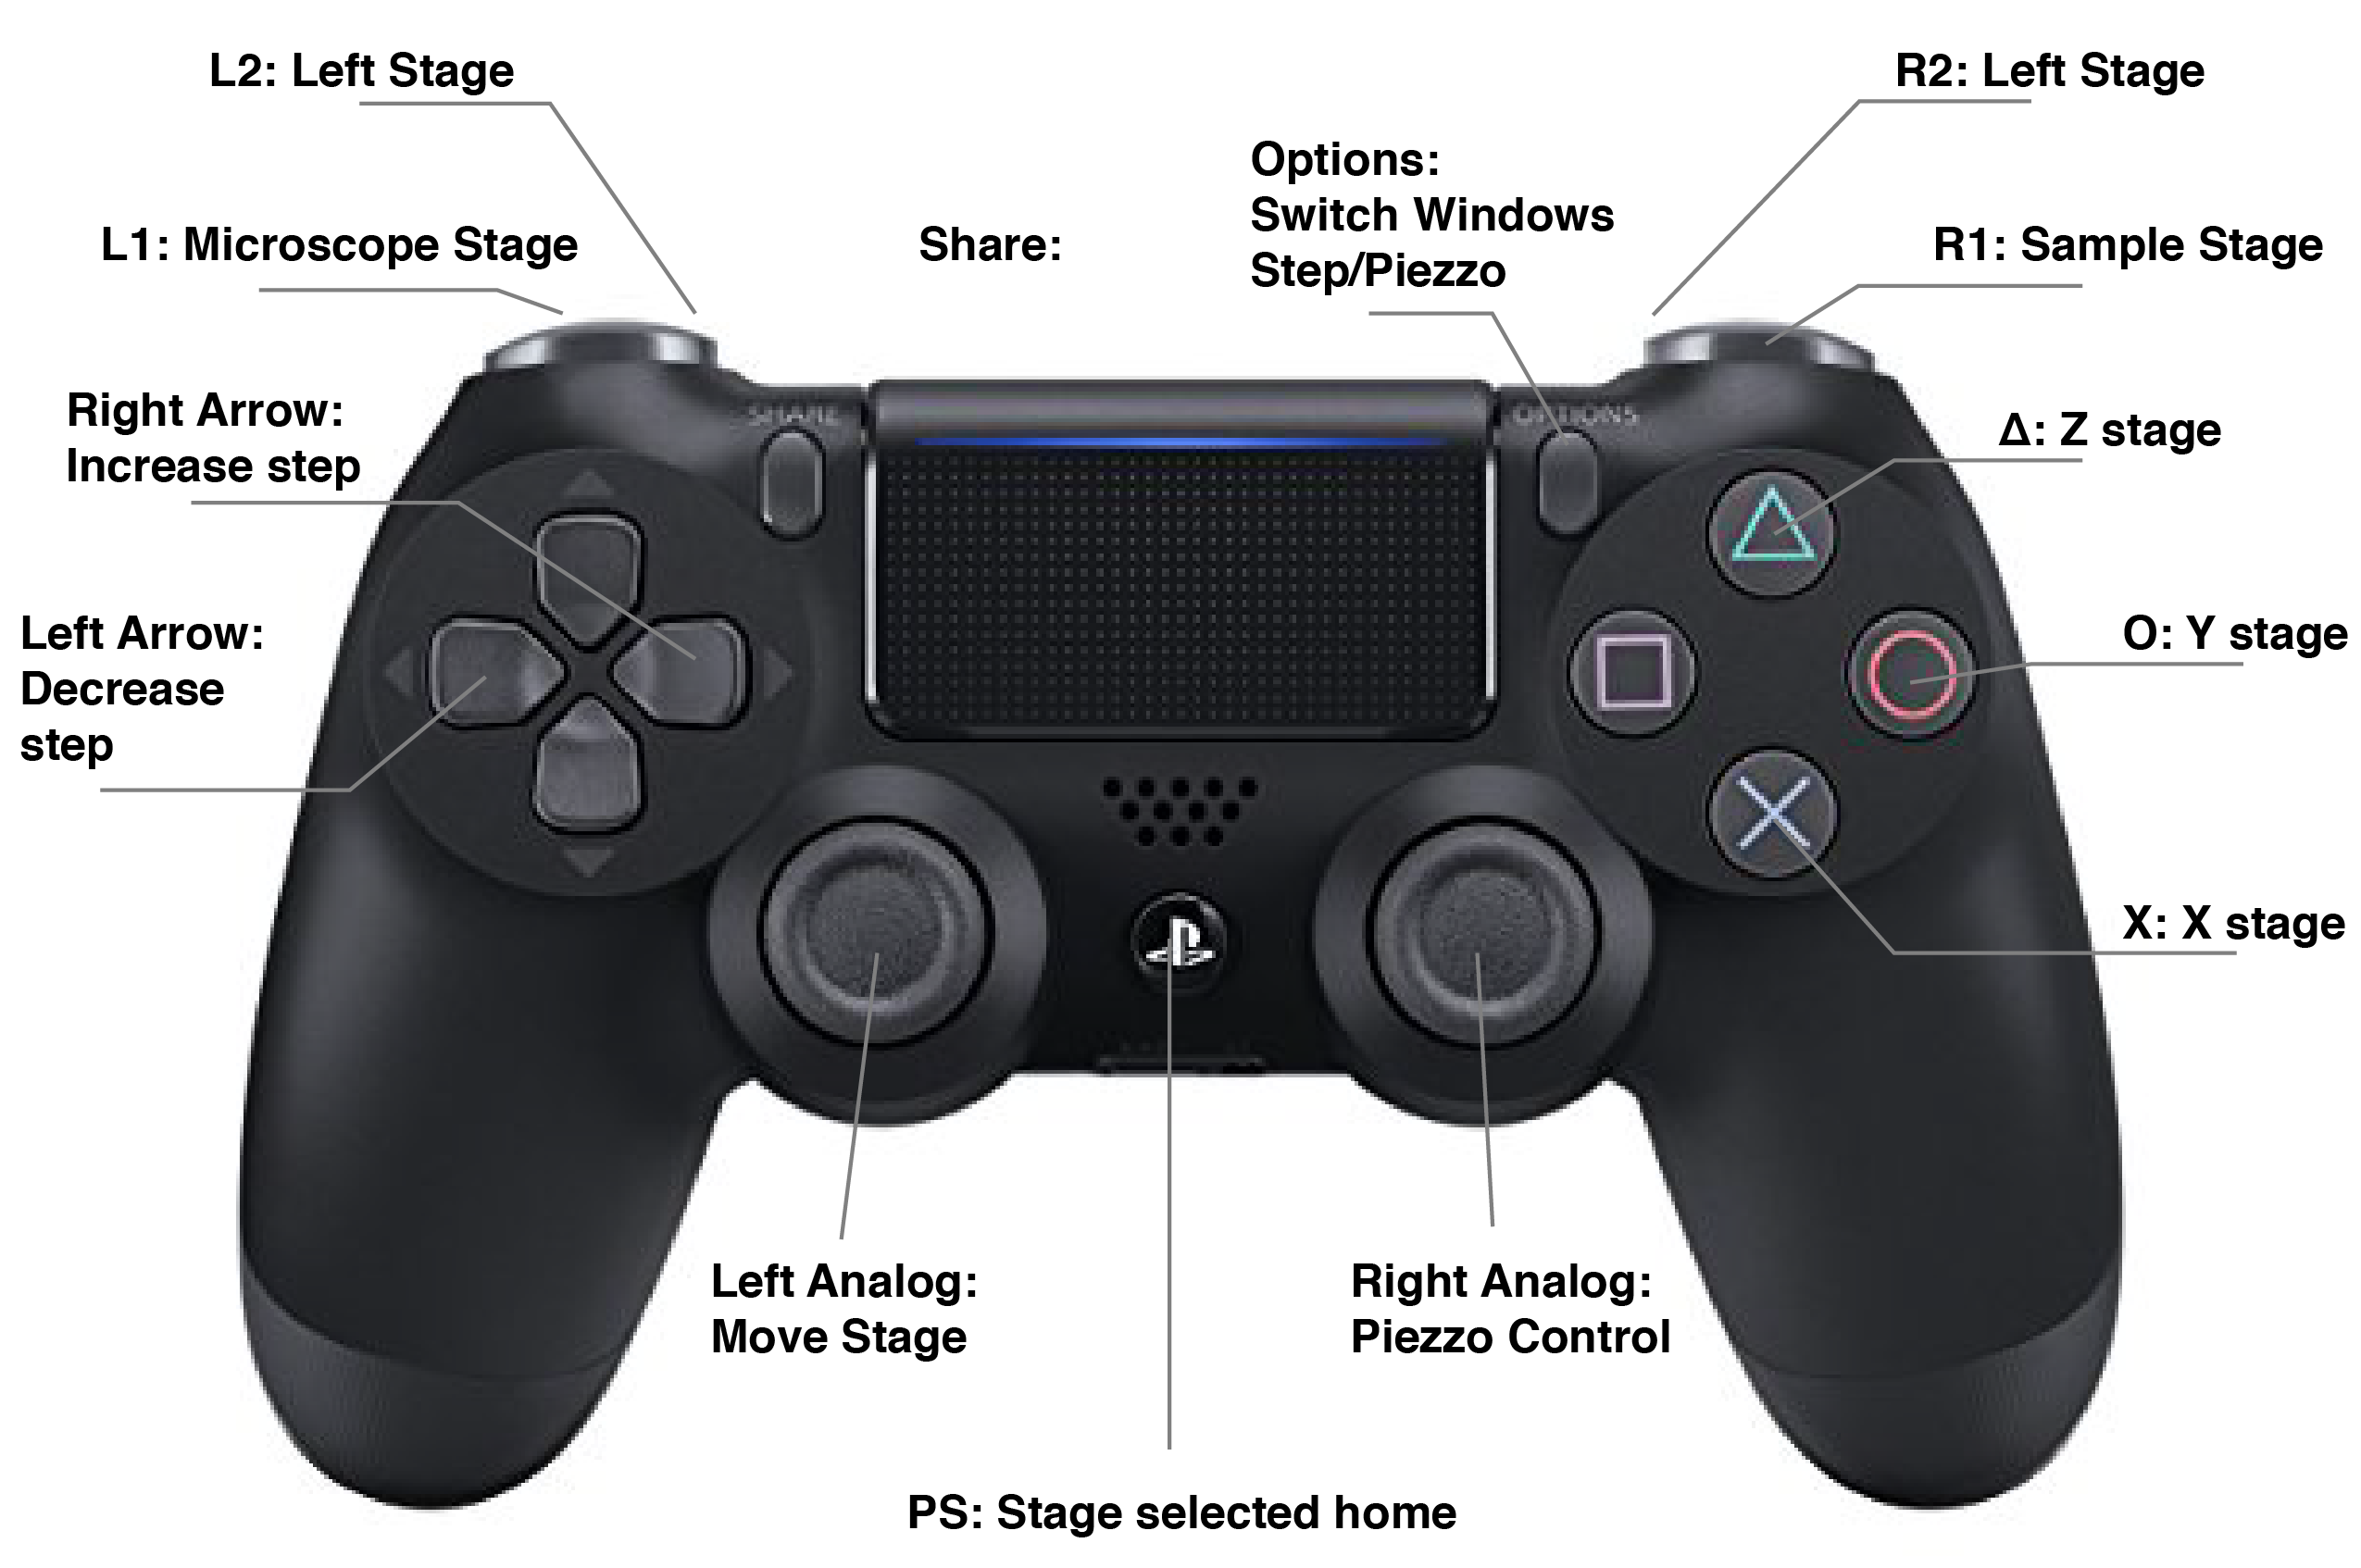 L2: Left Stage
R2: Left Stage
Options:
Switch Windows
Step/Piezzo
L1: Microscope Stage
Share:
R1: Sample Stage
Right Arrow:
Increase step
SHARE
OPTIONS
Δ: Z stage
Left Arrow:
Decrease
step
O: Y stage
X: X stage
Left Analog:
Move Stage
Right Analog:
Piezzo Control
PS: Stage selected home